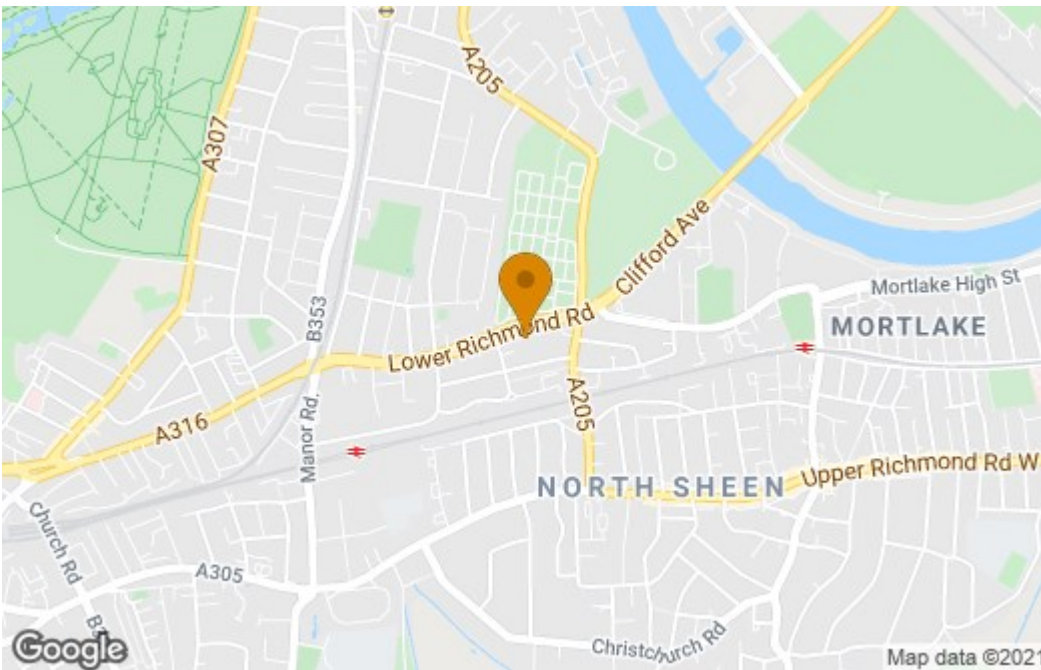 A205
A307
Clifford Ave
B353
Mortlake High St
MORTLAKE
Lower Richmond Rd
A316
Manor Rd
A205
Upper Richmond Rd W
NORTH SHEEN
church Rd
A305
Christchurch Rd
Google
Map data ©2021